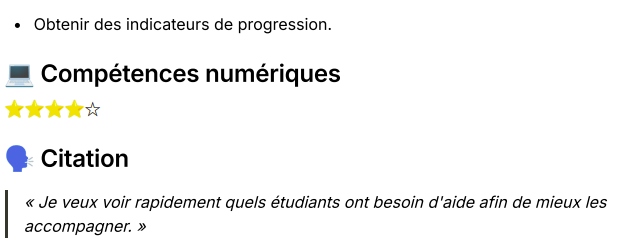 • Obtenir des indicateurs de progression.
💻 Compétences numériques
⭐⭐⭐⭐☆
🗣️ Citation
« Je veux voir rapidement quels étudiants ont besoin d'aide afin de mieux les
accompagner. »